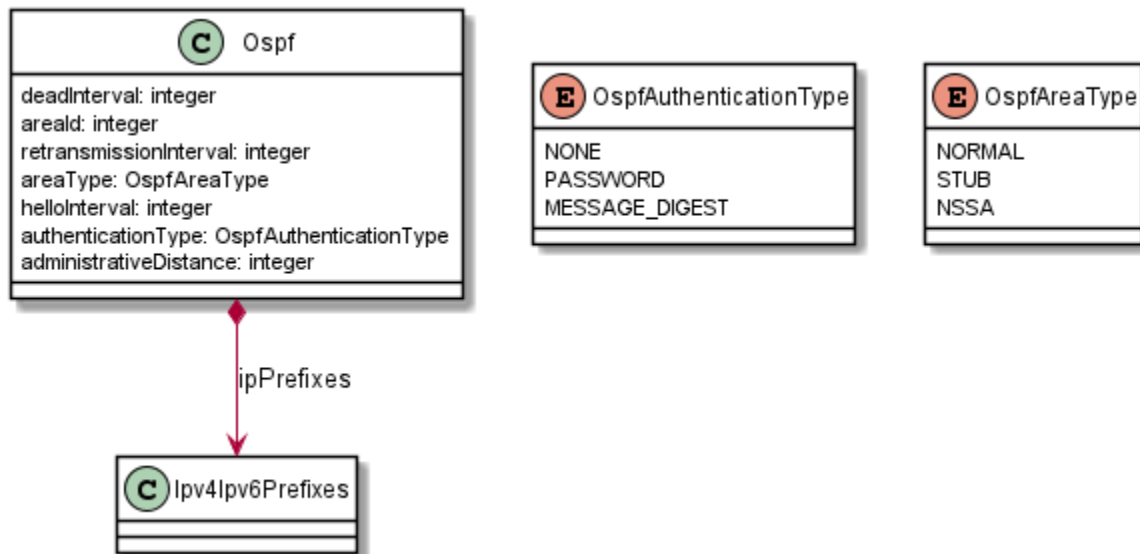 C Ospf
deadInterval: integer
areaId: integer
retransmissionInterval: integer
areaType: OspfAreaType
helloInterval: integer
authenticationType: OspfAuthenticationType
administrativeDistance: integer
E OspfAuthenticationType
NONE
PASSWORD
MESSAGE_DIGEST
E OspfAreaType
NORMAL
STUB
NSSA
ipPrefixes
C Ipv4Ipv6Prefixes